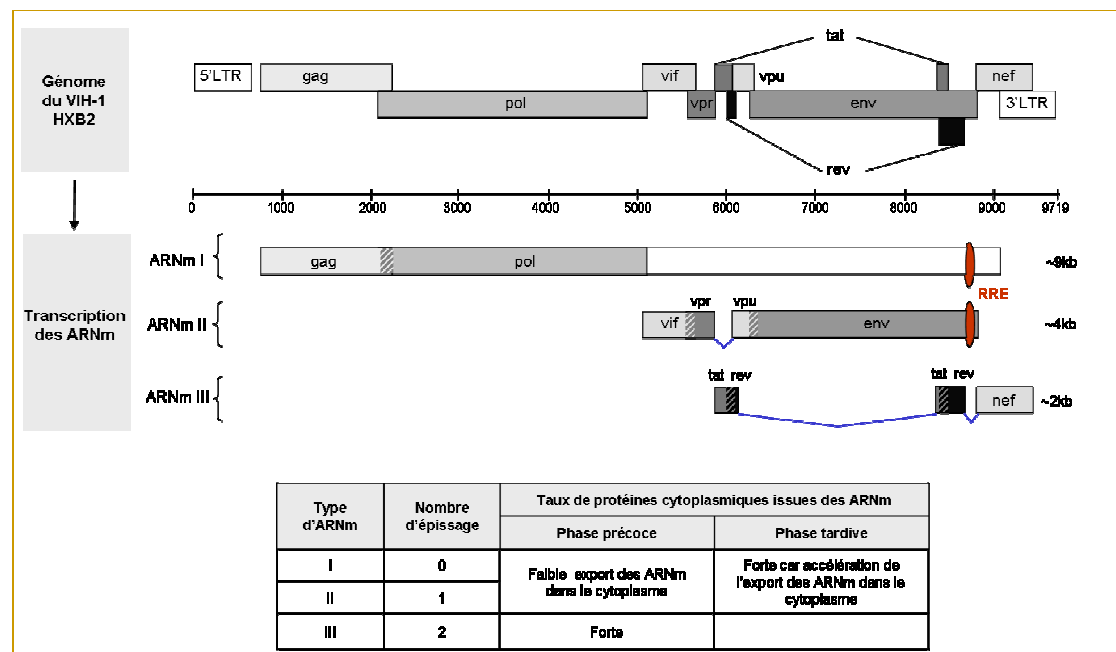 Génome
du VIH-1
HXB2
tat
5'LTR
gag
vif
vpu
nef
pol
vpr
env
3'LTR
rev
0 1000 2000 3000 4000 5000 6000 7000 8000 9000 9719
Transcription
des ARNm
ARNm I
gag
pol
~9kb
RRE
ARNm II
vpr
vpu
vif
env
~4kb
ARNm III
tat rev
tat rev
nef
~2kb
Type
d'ARNm
Nombre
d'épissage
Taux de protéines cytoplasmiques issues des ARNm
Phase précoce
Phase tardive
I
0
Faible export des ARNm
dans le cytoplasme
Forte car accélération de
l'export des ARNm dans le
cytoplasme
II
1
III
2
Forte